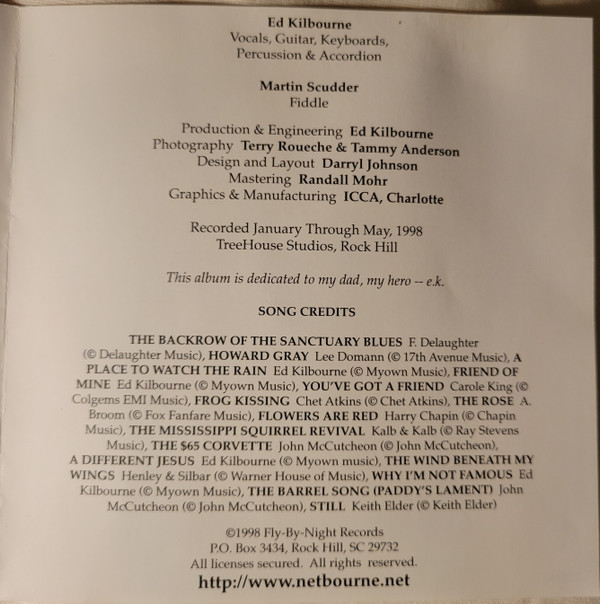 Ed Kilbourne
Vocals, Guitar, Keyboards,
Percussion & Accordion
Martin Scudder
Fiddle
Production & Engineering Ed Kilbourne
Photography Terry Roueche & Tammy Anderson
Design and Layout Darryl Johnson
Mastering Randall Mohr
Graphics & Manufacturing ICCA, Charlotte
Recorded January Through May, 1998
TreeHouse Studios, Rock Hill
This album is dedicated to my dad, my hero -- e.k.
SONG CREDITS
THE BACKROW OF THE SANCTUARY BLUES F. Delaughter
(© Delaughter Music), HOWARD GRAY Lee Domann (© 17th Avenue Music), A
PLACE TO WATCH THE RAIN Ed Kilbourne (© Myown Music), FRIEND OF
MINE Ed Kilbourne (© Myown Music), YOU'VE GOT A FRIEND Carole King (©
Colgems EMI Music), FROG KISSING Chet Atkins (© Chet Atkins), THE ROSE A.
Broom (© Fox Fanfare Music), FLOWERS ARE RED Harry Chapin (© Chapin
Music), THE MISSISSIPPI SQUIRREL REVIVAL Kalb & Kalb (© Ray Stevens
Music), THE $65 CORVETTE John McCutcheon (© John McCutcheon),
A DIFFERENT JESUS Ed Kilbourne (© Myown music), THE WIND BENEATH MY
WINGS Henley & Silbar (© Warner House of Music), WHY I'M NOT FAMOUS Ed
Kilbourne (© Myown Music), THE BARREL SONG (PADDY'S LAMENT) John
McCutcheon (© John McCutcheon), STILL Keith Elder (© Keith Elder)
©1998 Fly-By-Night Records
P.O. Box 3434, Rock Hill, SC 29732
All licenses secured. All rights reserved.
http://www.netbourne.net